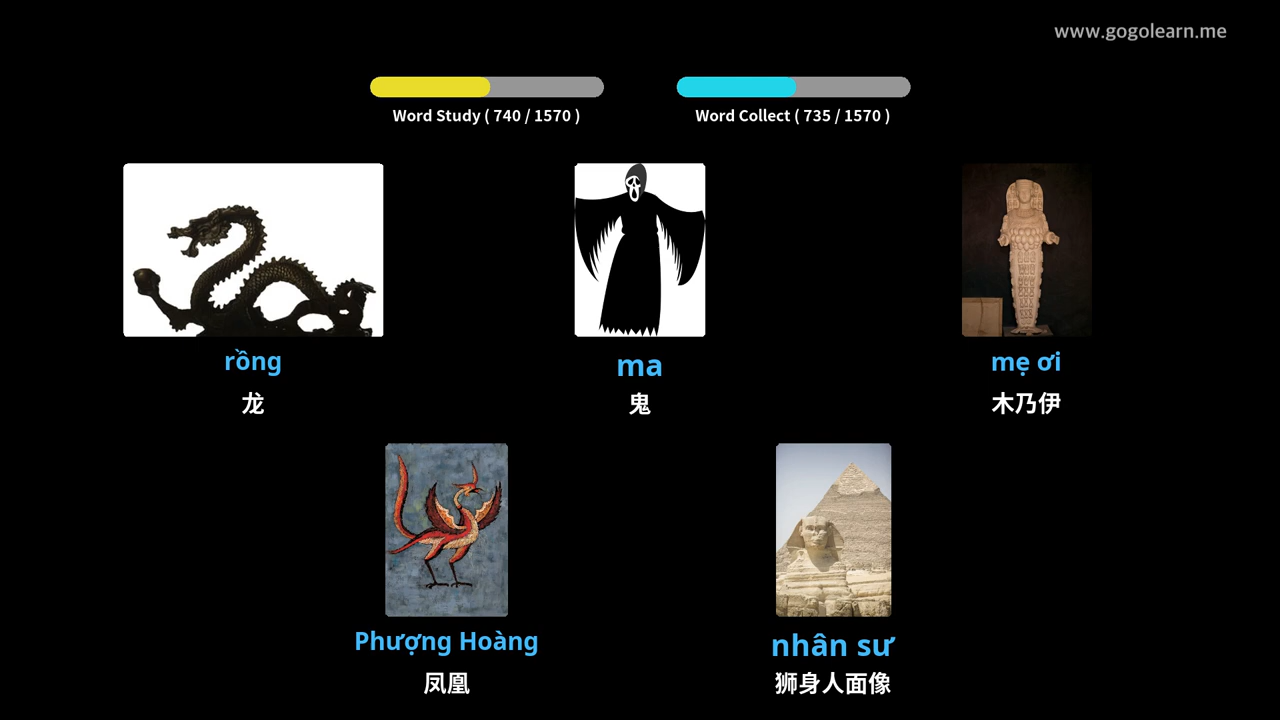 www.gogolearn.me
Word Study ( 740 / 1570 )
Word Collect ( 735 / 1570 )
rồng
ma
mẹ ơi
龙
鬼
木乃伊
Phượng Hoàng
nhân sư
凤凰
狮身人面像